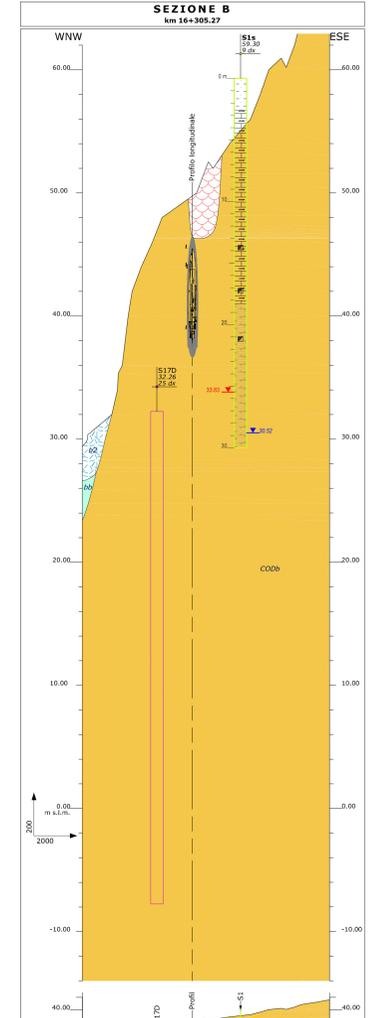 SEZIONE B
km 16+305.27
WNW
ESE
S1s
59.30
9 dx
60.00
60.00
0 m
Profilo longitudinale
50.00
50.00
10
40.00
40.00
20
S17D
32.26
25 dx
30.00
30.00
30
b2
bb
20.00
20.00
CODb
10.00
10.00
0.00
0.00
m s.l.m.
200
2000
-10.00
-10.00
40.00
40.00
17D
Profil
S1